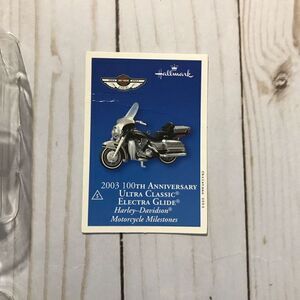 Hallmark
2003 100TH ANNIVERSARY
ULTRA CLASSIC®
ELECTRA GLIDE®
Harley-Davidson®
Motorcycle Milestones